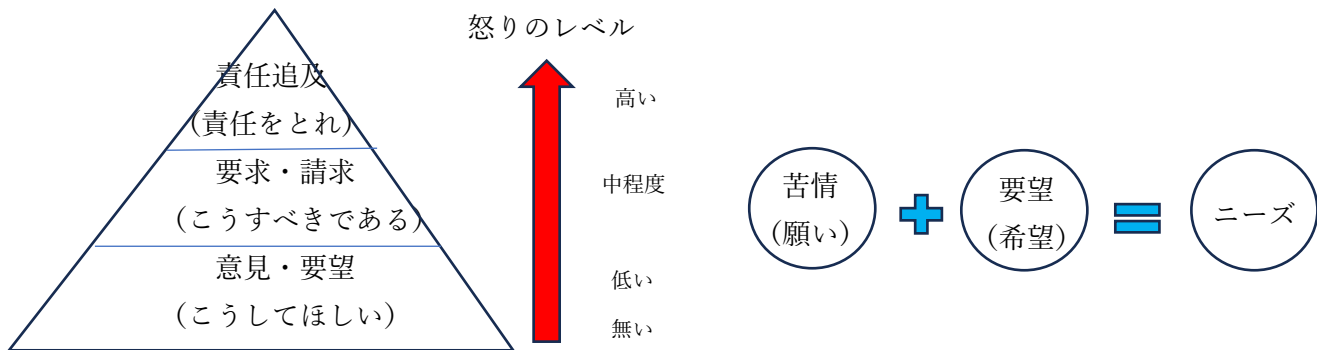 責任追及
(責任をとれ)
要求・請求
(こうすべきである)
意見・要望
(こうしてほしい)
怒りのレベル
高い
中程度
低い
無い
苦情
(願い)
要望
(希望)
ニーズ